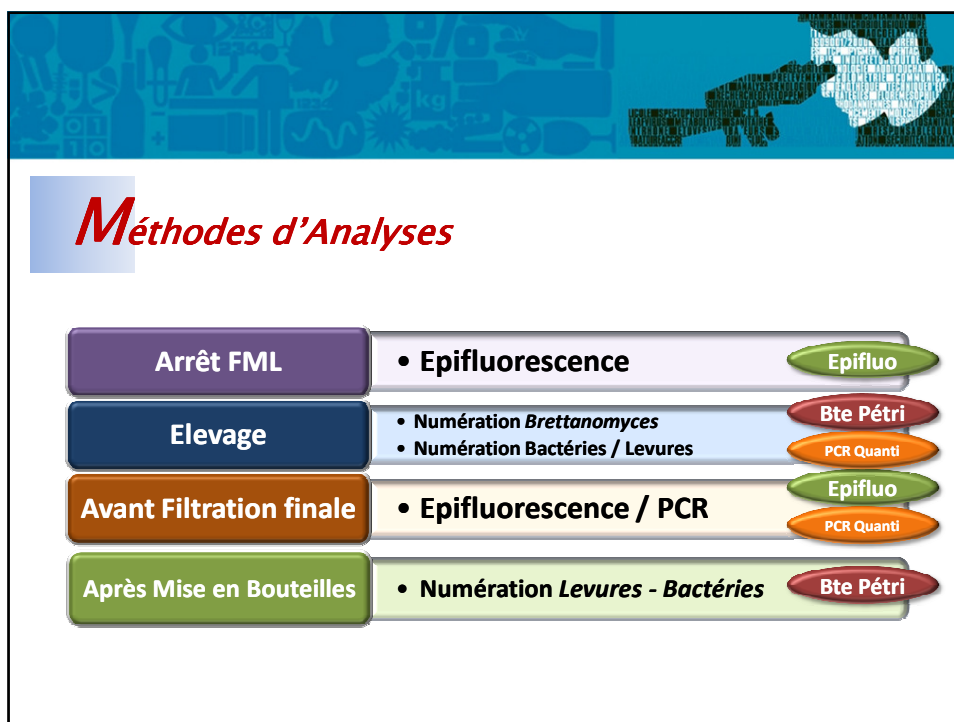 Méthodes d'Analyses
Arrêt FML
• Epifluorescence
Epifluo
Elevage
• Numération Brettanomyces
• Numération Bactéries / Levures
Bte Pétri
PCR Quanti
Avant Filtration finale
• Epifluorescence / PCR
Epifluo
PCR Quanti
Après Mise en Bouteilles
• Numération Levures - Bactéries
Bte Pétri
kg